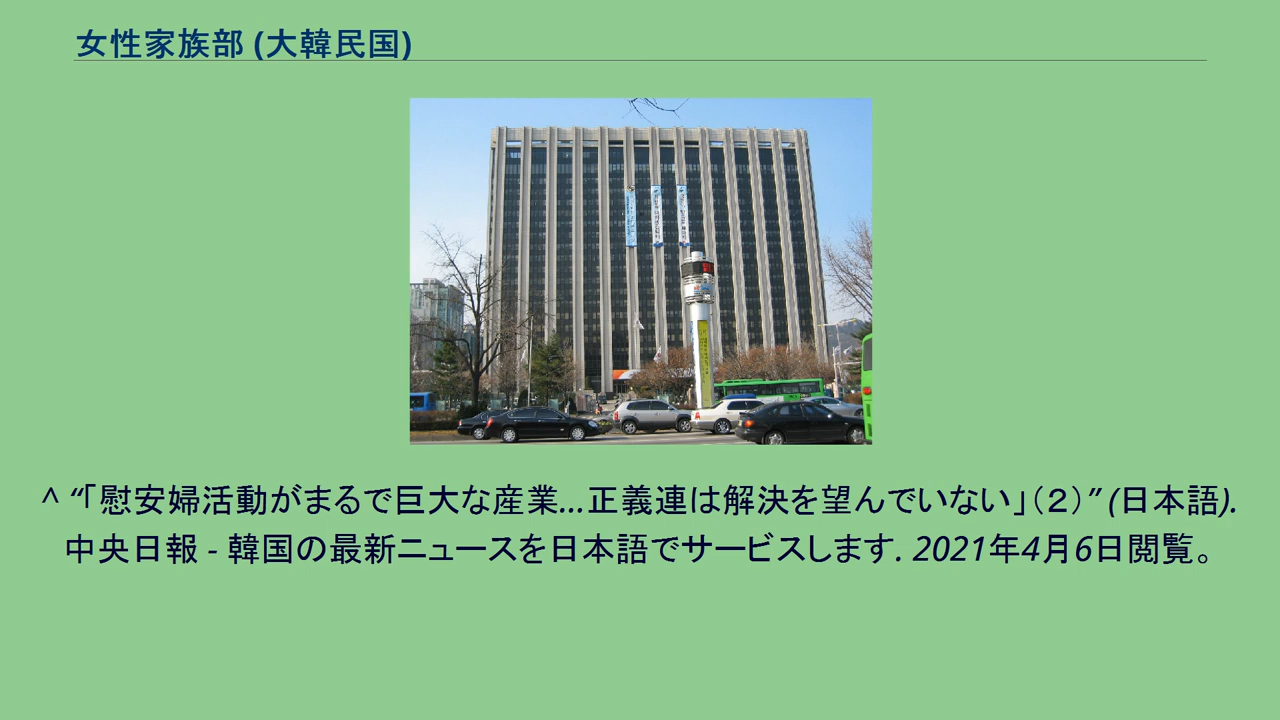 女性家族部 (大韓民国)
^ “「慰安婦活動がまるで巨大な産業...正義連は解決を望んでいない」（２）” (日本語).
中央日報 - 韓国の最新ニュースを日本語でサービスします. 2021年4月6日閲覧。